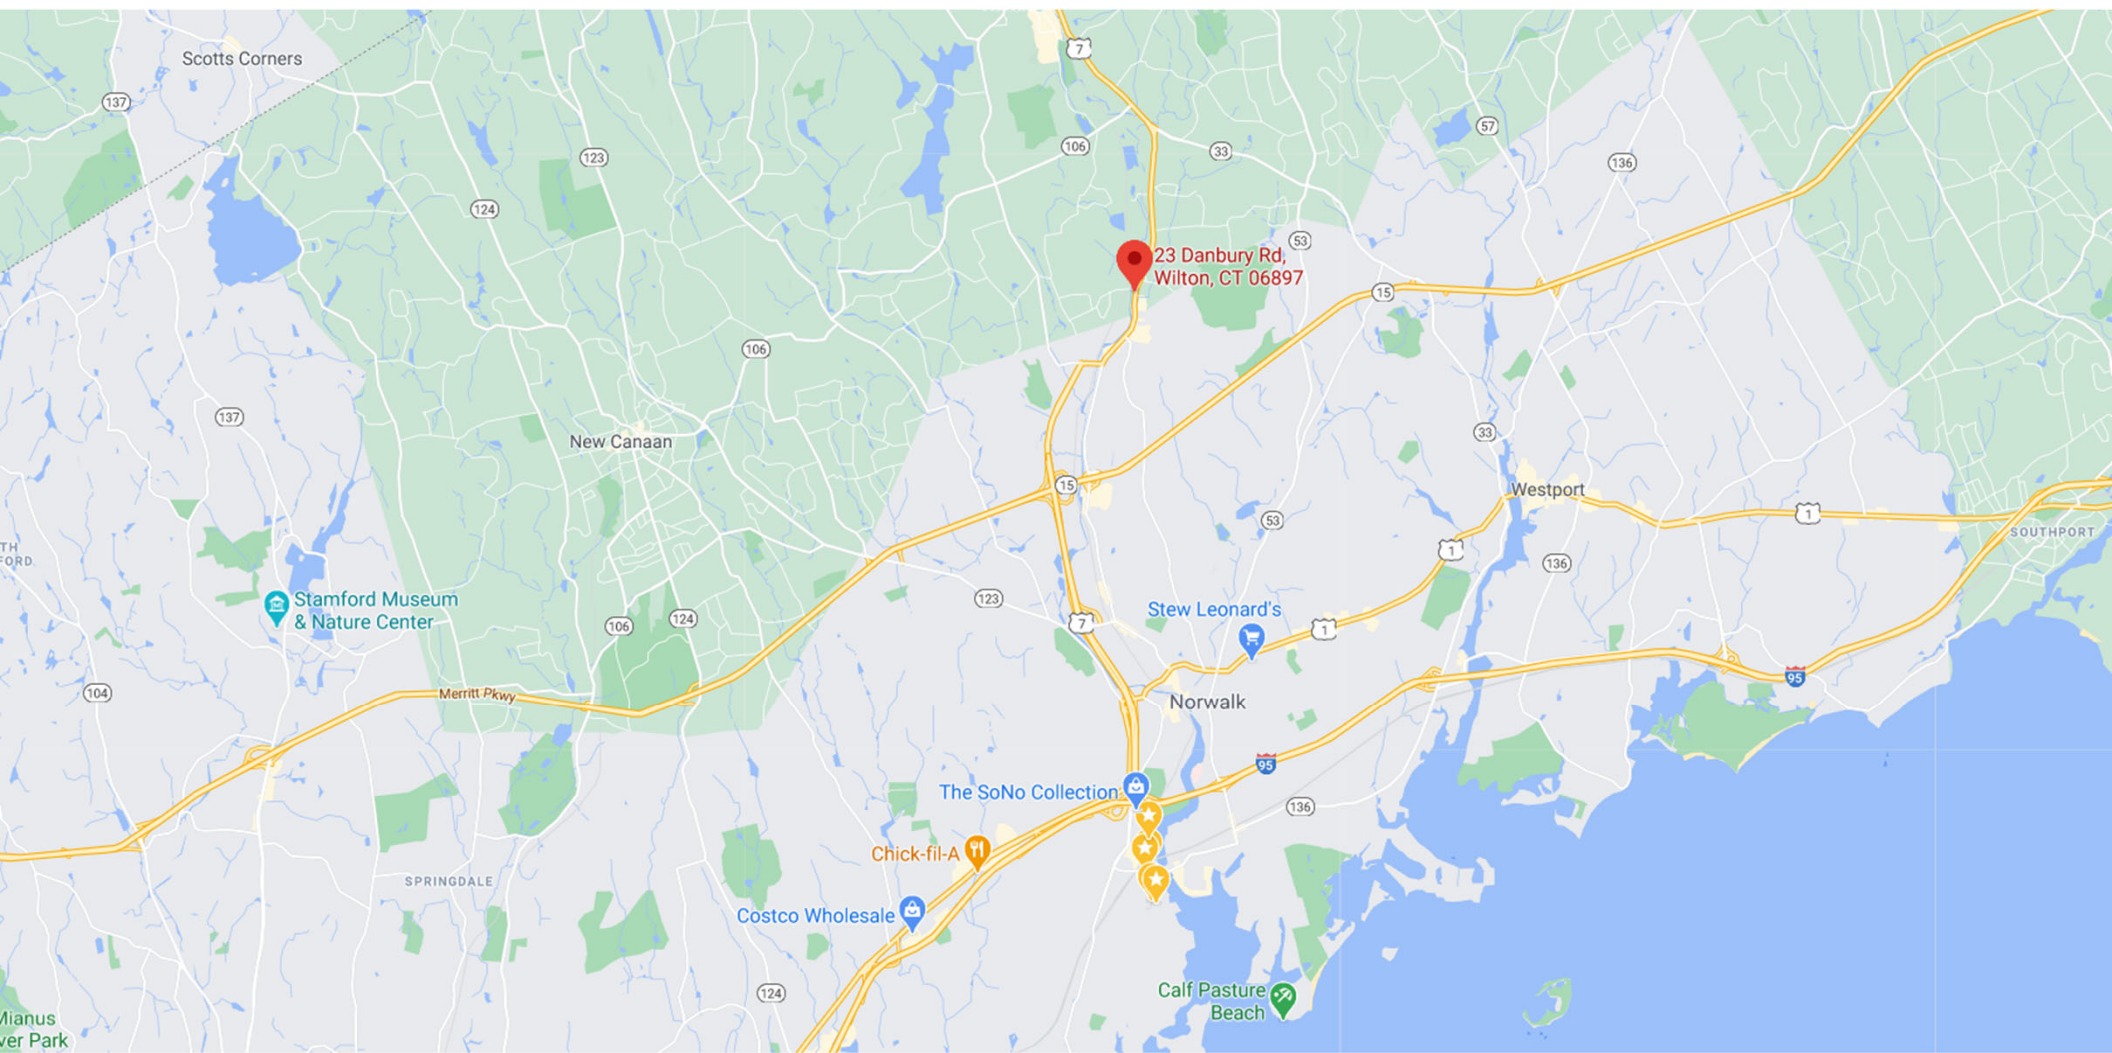 7
Scotts Corners
137
57
106
33
123
136
124
53
23 Danbury Rd,
Wilton, CT 06897
15
106
137
33
New Canaan
15
Westport
1
53
SOUTHPORT
1
TH
FORD
136
123
Stamford Museum
& Nature Center
Stew Leonard's
106
124
7
1
95
104
Merritt Pkwy
Norwalk
95
The SoNo Collection
136
Chick-fil-A
SPRINGDALE
Costco Wholesale
124
Calf Pasture
Beach
Mianus
ver Park